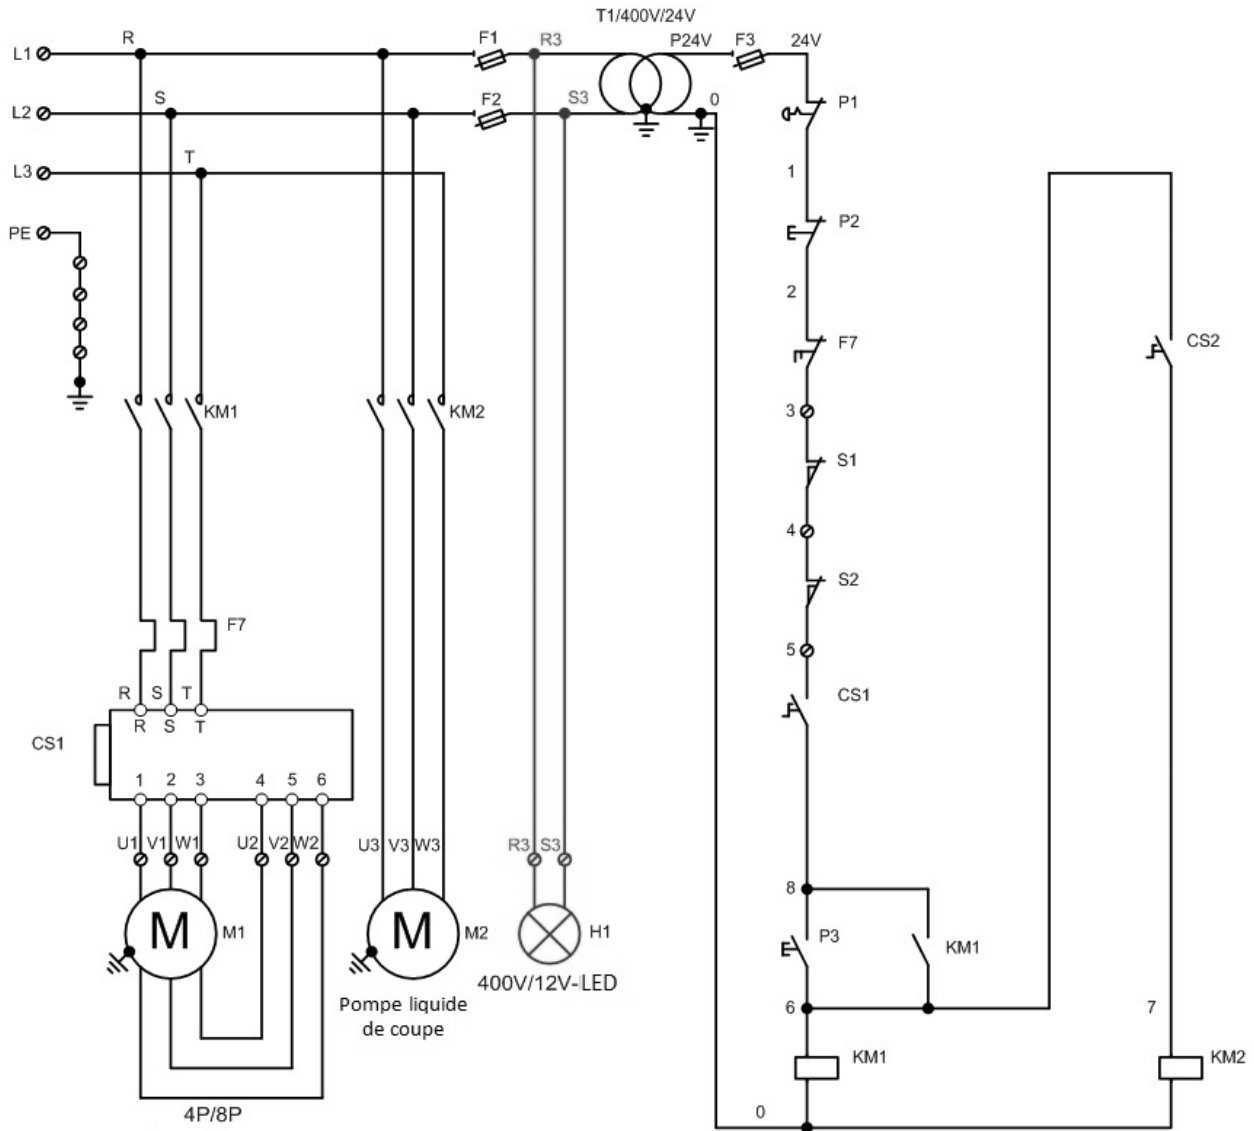 T1/400V/24V
R
F1
R3
P24V
F3
24V
L1
S
F2
S3
0
P1
L2
T
1
L3
PE
P2
2
F7
CS2
KM1
KM2
3
S1
4
S2
F7
5
CS1
R S T
R S T
CS1
1 2 3 4 5 6
U1 V1 W1 U2 V2 W2 U3 V3 W3 R3 S3
8
M M1
M M2
H1
P3
KM1
400V/12V-LED
Pompe liquide
de coupe
6
7
KM1
KM2
4P/8P
0